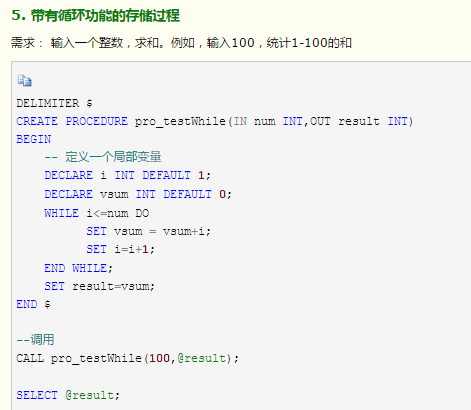 5. 带有循环功能的存储过程
需求： 输入一个整数，求和。例如，输入100，统计1-100的和
DELIMITER $
CREATE PROCEDURE pro_testWhile(IN num INT,OUT result INT)
BEGIN
-- 定义一个局部变量
DECLARE i INT DEFAULT 1;
DECLARE vsum INT DEFAULT 0;
WHILE i<=num DO
SET vsum = vsum+i;
SET i=i+1;
END WHILE;
SET result=vsum;
END $
--调用
CALL pro_testWhile(100,@result);
SELECT @result;